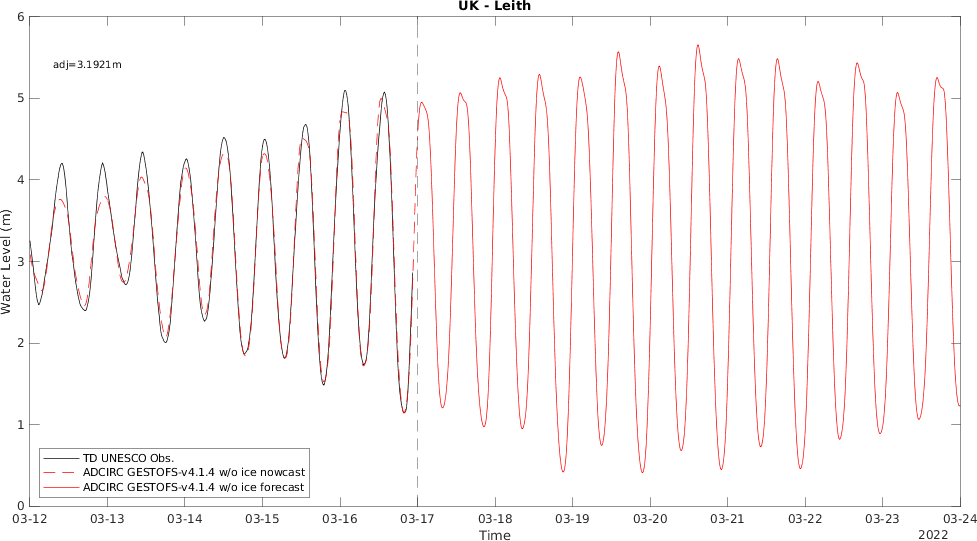 UK - Leith
adj=3.1921m
Water Level (m)
6
5
4
3
2
1
0
TD UNESCO Obs.
ADCIRC GESTOFS-v4.1.4 w/o ice nowcast
ADCIRC GESTOFS-v4.1.4 w/o ice forecast
03-12 03-13 03-14 03-15 03-16 03-17 03-18 03-19 03-20 03-21 03-22 03-23 03-24
Time
2022